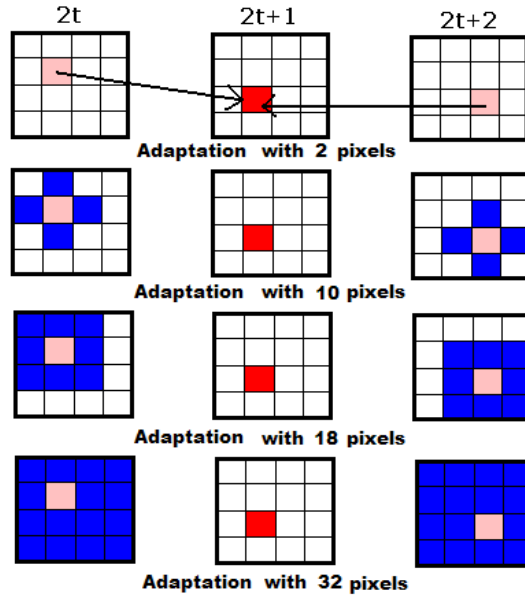 2t 2t+1 2t+2
Adaptation with 2 pixels
Adaptation with 10 pixels
Adaptation with 18 pixels
Adaptation with 32 pixels